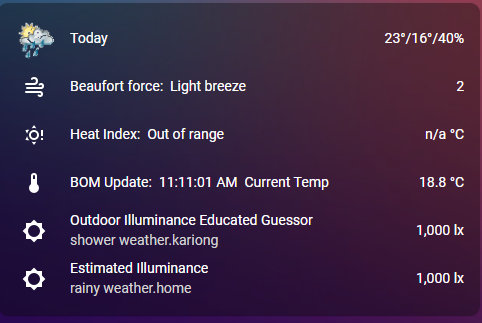 Today 23°/16°/40%
Beaufort force: Light breeze 2
Heat Index: Out of range n/a °C
BOM Update: 11:11:01 AM Current Temp 18.8 °C
Outdoor Illuminance Educated Guessor 1,000 lx
shower weather.kariong
Estimated Illuminance 1,000 lx
rainy weather.home